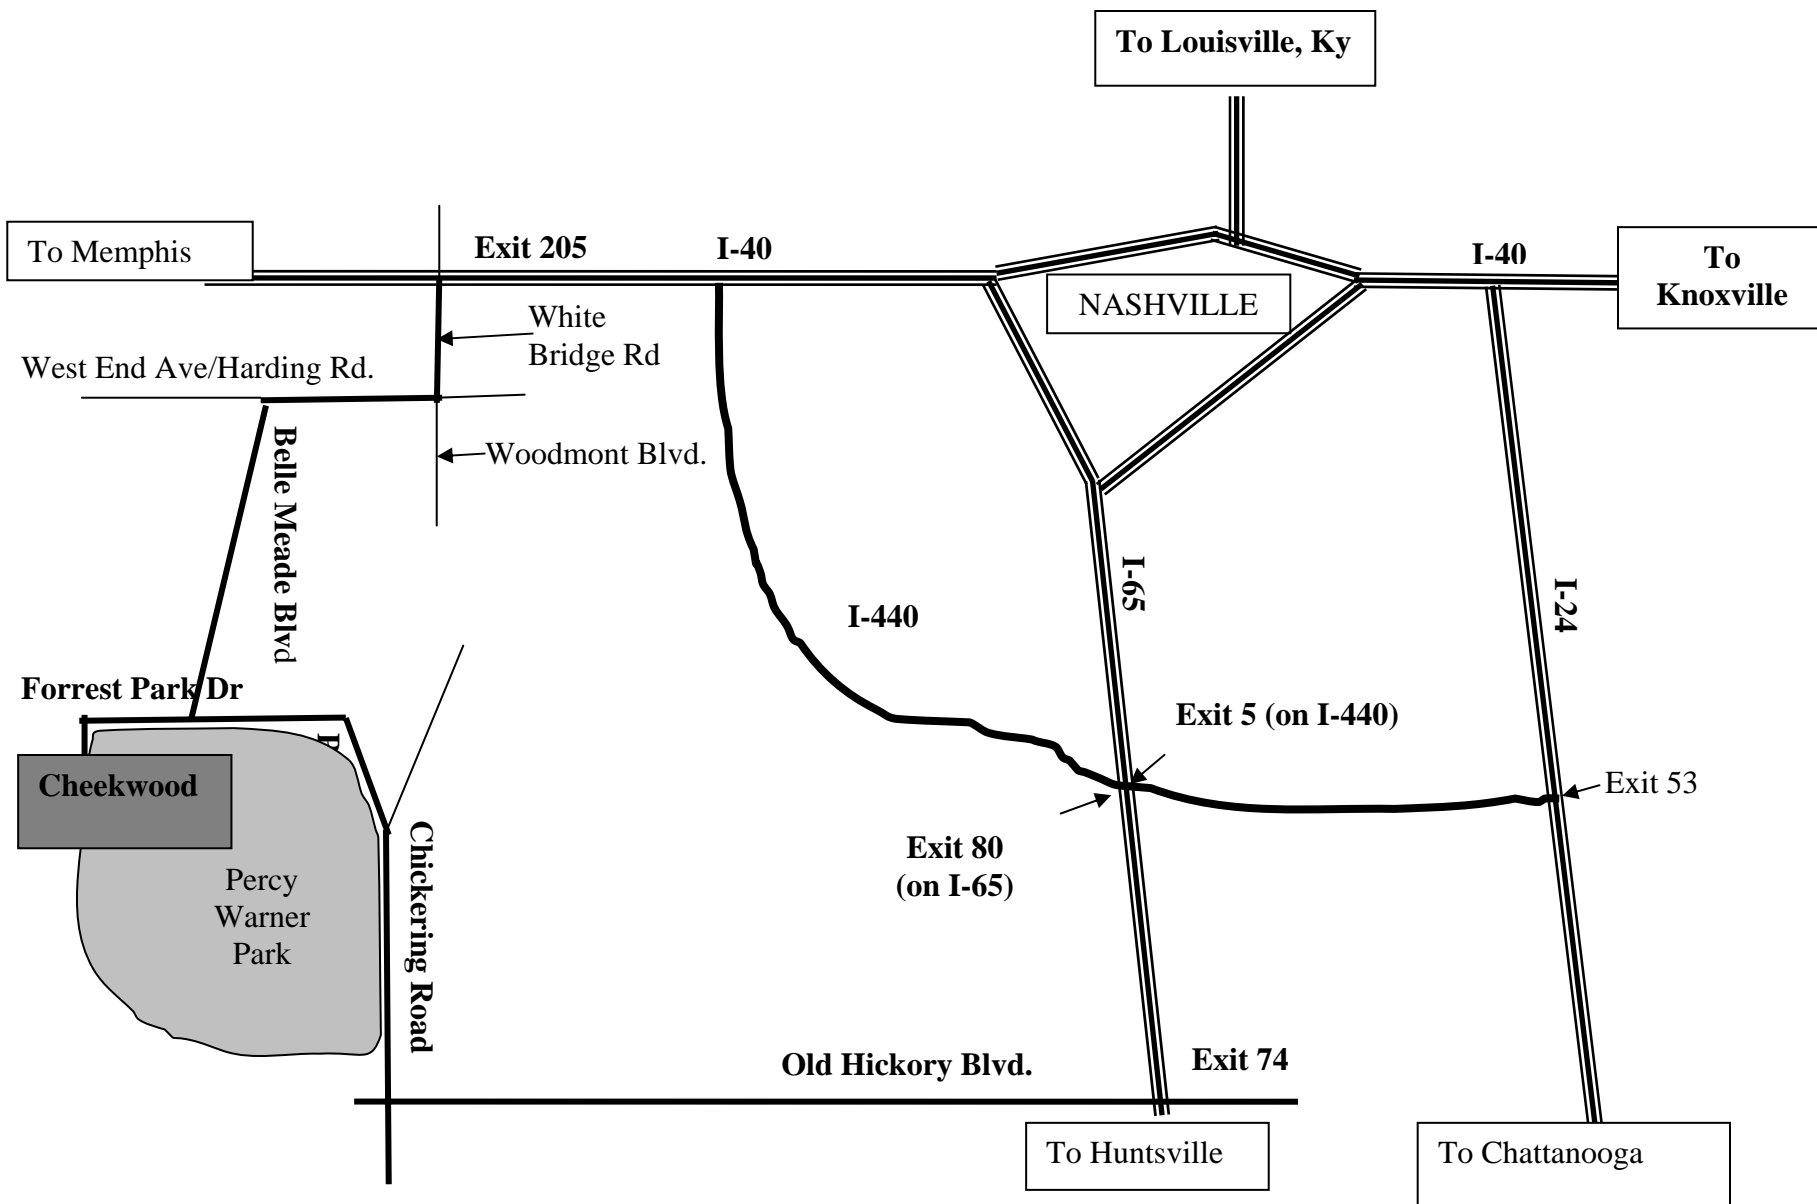 To Louisville, Ky
To Memphis
Exit 205
I-40
I-40
To
Knoxville
NASHVILLE
White
Bridge Rd
West End Ave/Harding Rd.
Belle Meade Blvd
Woodmont Blvd.
I-65
I-24
I-440
Forrest Park Dr
Exit 5 (on I-440)
Cheekwood
Exit 53
Chickering Road
Exit 80
(on I-65)
Percy
Warner
Park
Old Hickory Blvd.
Exit 74
To Huntsville
To Chattanooga